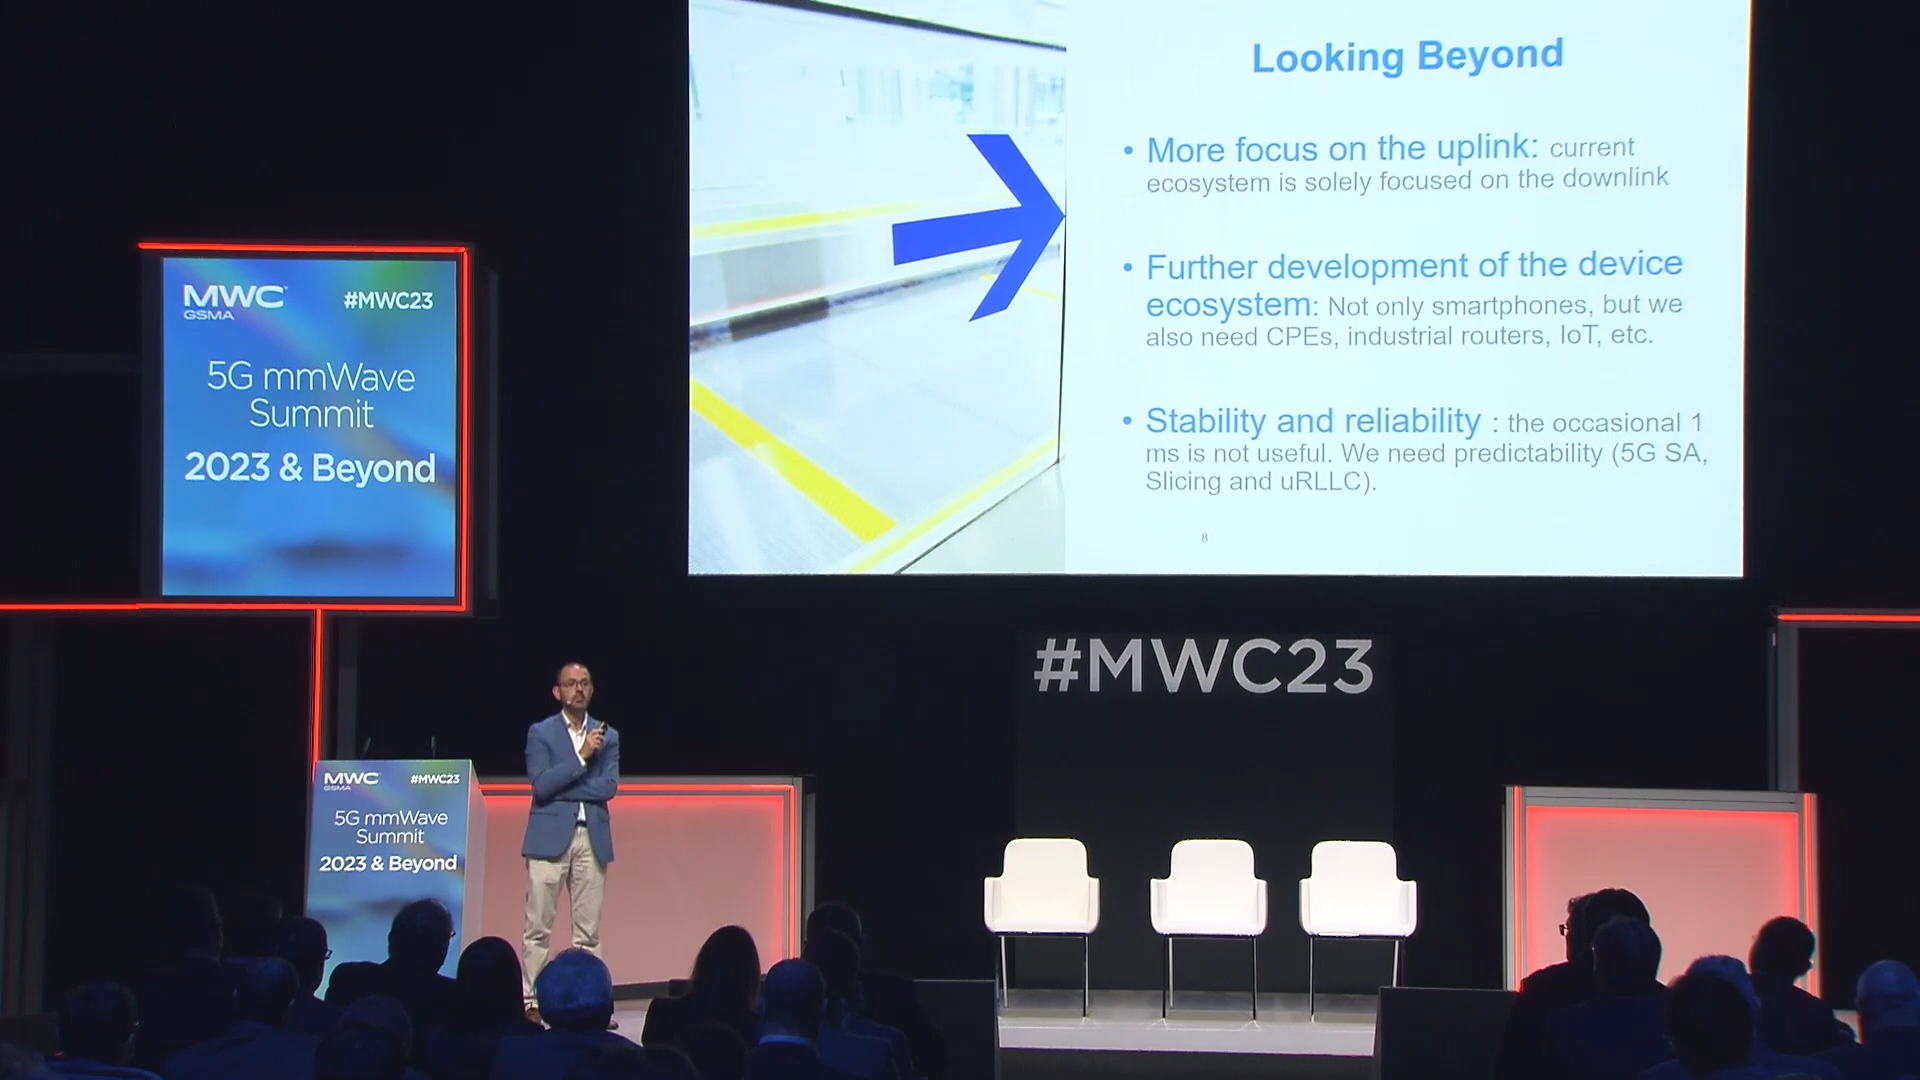 Looking Beyond
• More focus on the uplink: current
ecosystem is solely focused on the downlink
• Further development of the device
ecosystem: Not only smartphones, but we
also need CPEs, industrial routers, IoT, etc.
• Stability and reliability : the occasional 1
ms is not useful. We need predictability (5G SA,
Slicing and uRLLC).
8
MWC #MWC23
GSMA
5G mmWave
Summit
2023 & Beyond
#MWC23
MWC #MWC23
GSMA
5G mmWave
Summit
2023 & Beyond